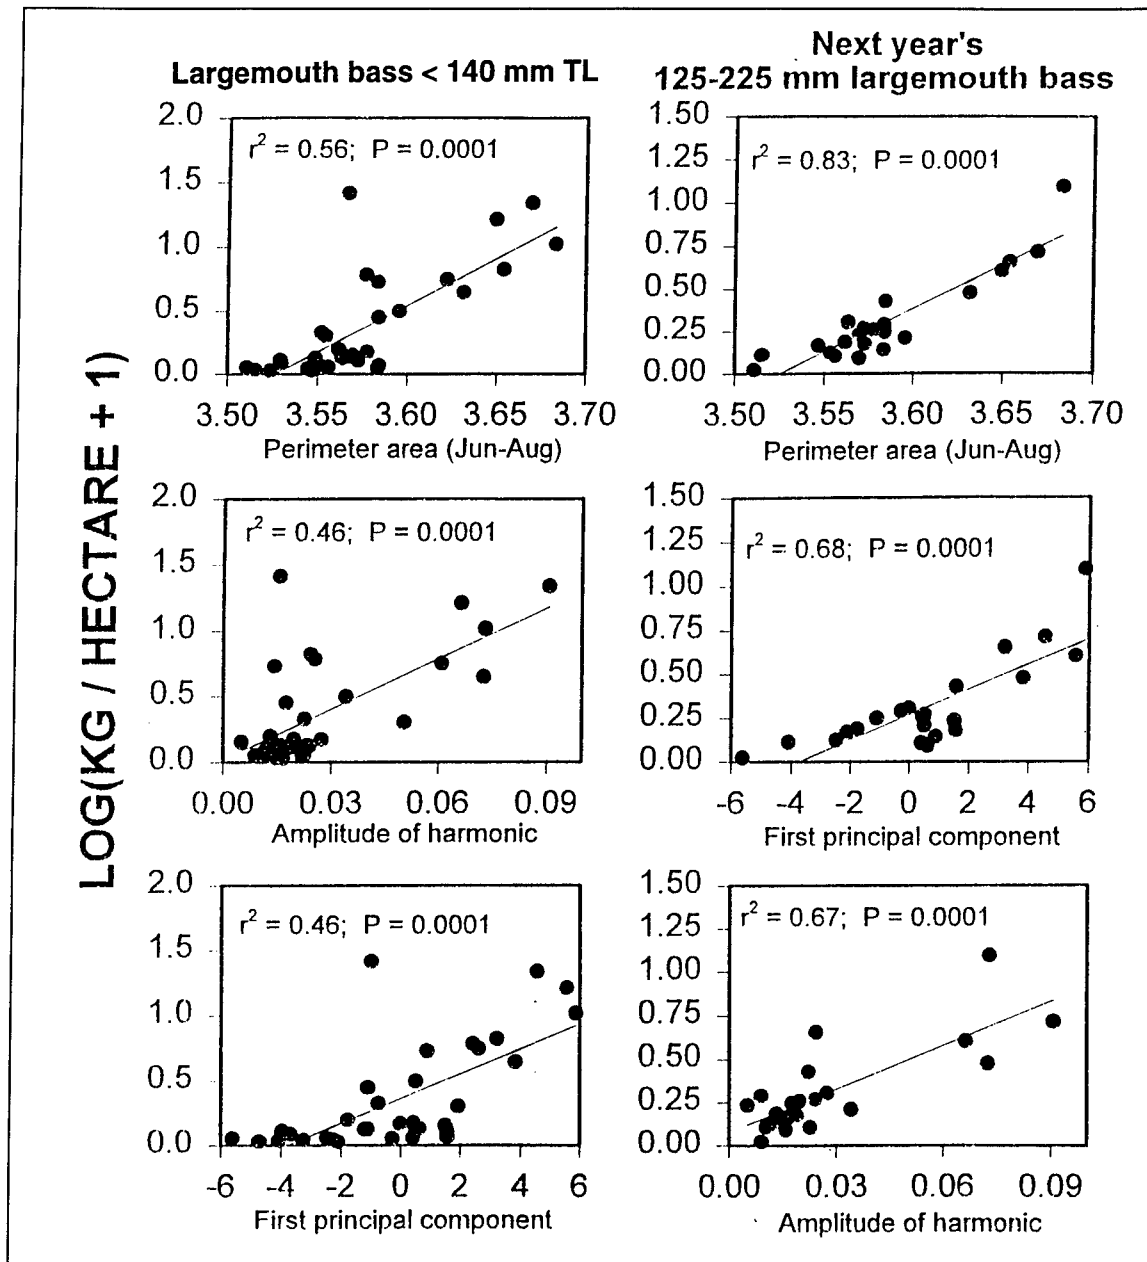 Largemouth bass < 140 mm TL
Next year's
125-225 mm largemouth bass
LOG(KG / HECTARE + 1)
r² = 0.56; P = 0.0001
2.0
1.5
1.0
0.5
0.0
3.50 3.55 3.60 3.65 3.70
Perimeter area (Jun-Aug)
r² = 0.83; P = 0.0001
1.50
1.25
1.00
0.75
0.50
0.25
0.00
3.50 3.55 3.60 3.65 3.70
Perimeter area (Jun-Aug)
r² = 0.46; P = 0.0001
2.0
1.5
1.0
0.5
0.0
0.00 0.03 0.06 0.09
Amplitude of harmonic
r² = 0.68; P = 0.0001
1.50
1.25
1.00
0.75
0.50
0.25
0.00
-6 -4 -2 0 2 4 6
First principal component
r² = 0.46; P = 0.0001
2.0
1.5
1.0
0.5
0.0
-6 -4 -2 0 2 4 6
First principal component
r² = 0.67; P = 0.0001
1.50
1.25
1.00
0.75
0.50
0.25
0.00
0.00 0.03 0.06 0.09
Amplitude of harmonic